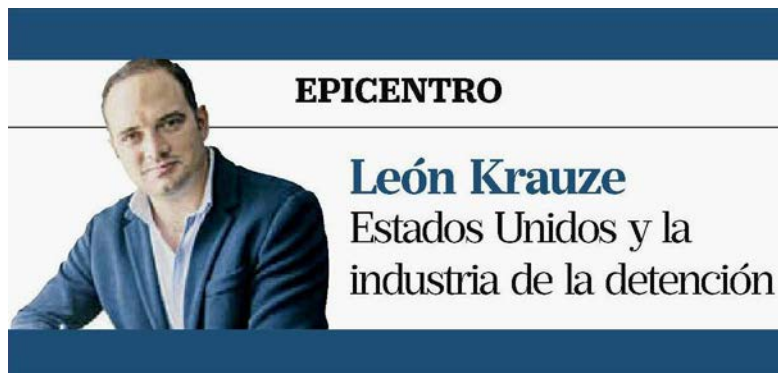 EPICENTRO
León Krauze
Estados Unidos y la
industria de la detención